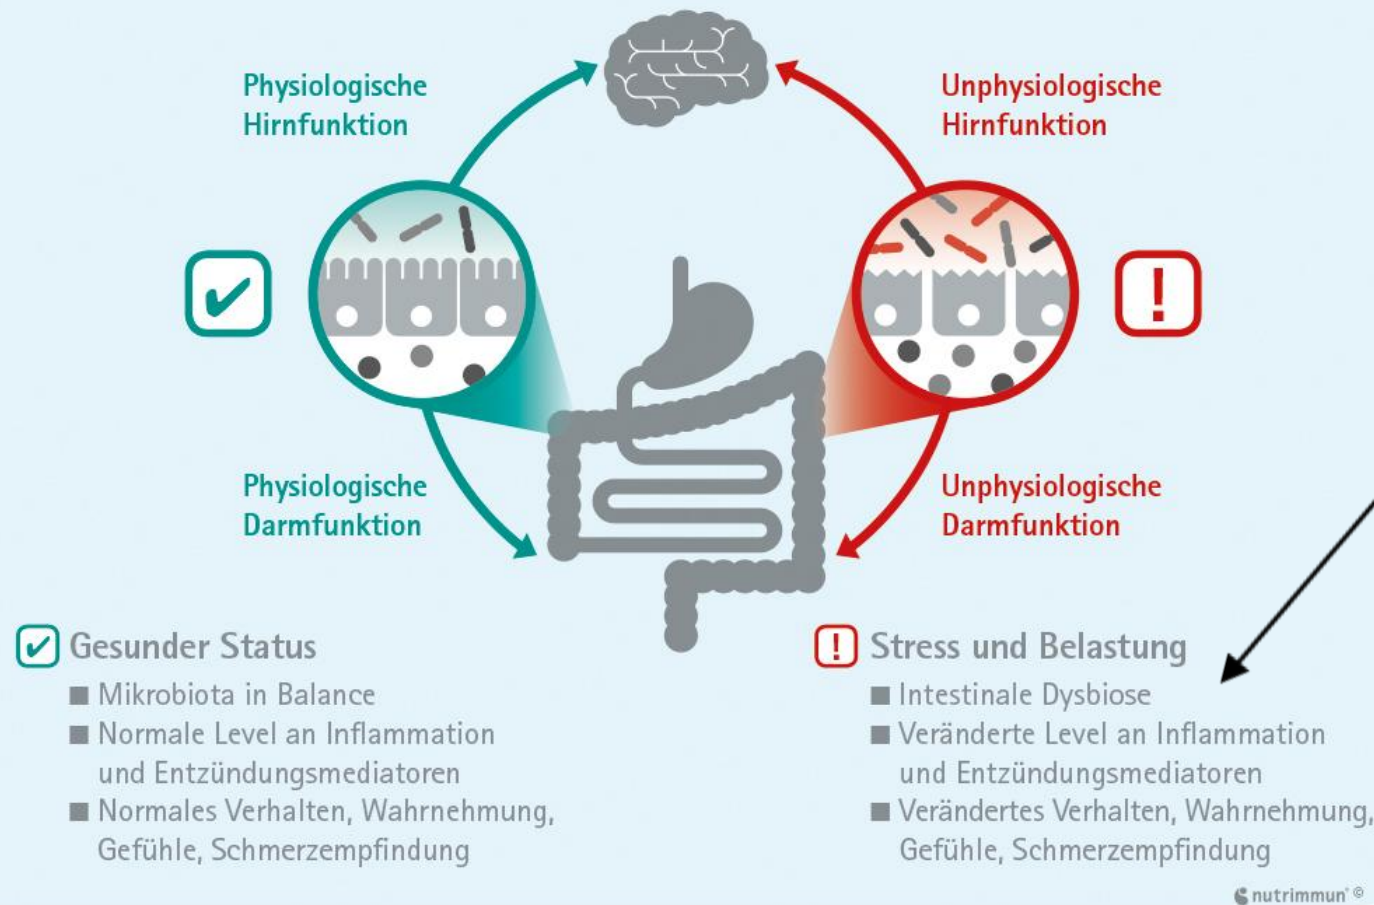 Physiologische
Hirnfunktion
Unphysiologische
Hirnfunktion
Physiologische
Darmfunktion
Unphysiologische
Darmfunktion
Gesunder Status
■ Mikrobiota in Balance
■ Normale Level an Inflammation
und Entzündungsmediatoren
■ Normales Verhalten, Wahrnehmung,
Gefühle, Schmerzempfindung
! Stress und Belastung
■ Intestinale Dysbiose
■ Veränderte Level an Inflammation
und Entzündungsmediatoren
■ Verändertes Verhalten, Wahrnehmung,
Gefühle, Schmerzempfindung
nutrimmun® ©